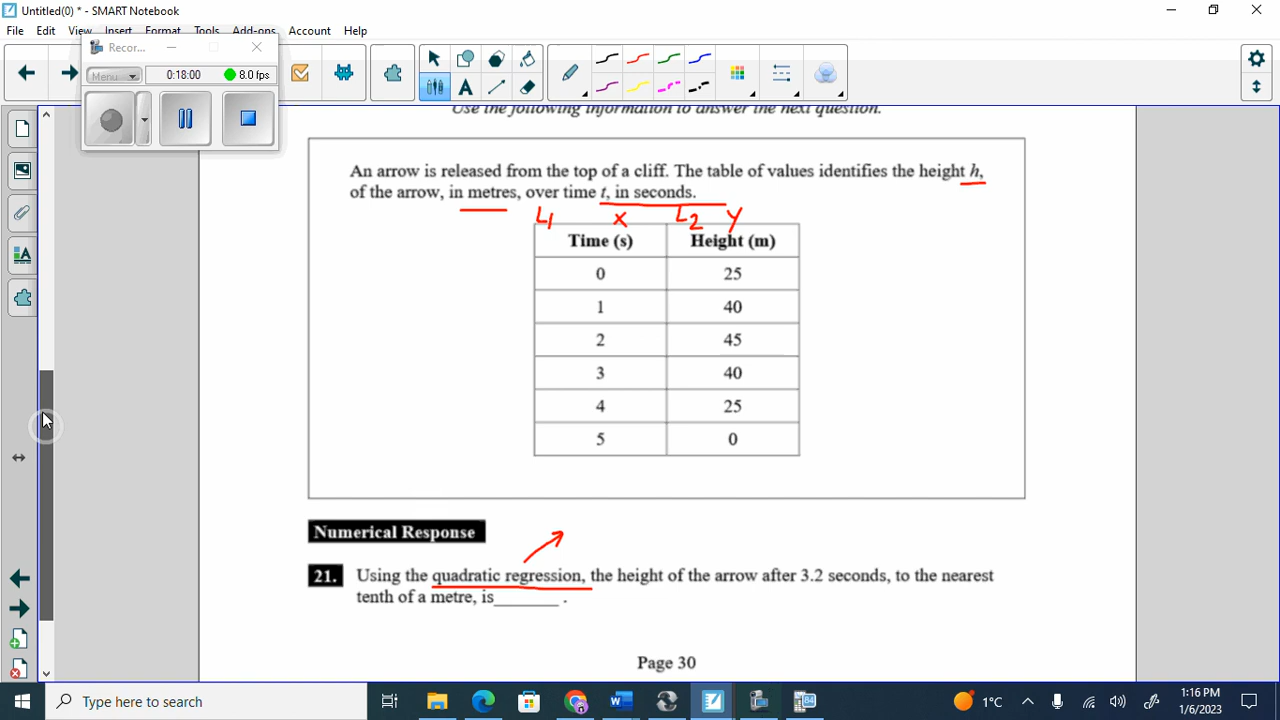 Untitled(0) * - SMART Notebook
File Edit View Insert Format Tools Add-ons Account Help
Recor...
Menu 0:18:00 8.0 fps
Use the following information to answer the next question.
An arrow is released from the top of a cliff. The table of values identifies the height h,
of the arrow, in metres, over time t, in seconds.
L1 x L2 y
Time (s) Height (m)
0 25
1 40
2 45
3 40
4 25
5 0
Numerical Response
21. Using the quadratic regression, the height of the arrow after 3.2 seconds, to the nearest
tenth of a metre, is_______ .
Page 30
Type here to search
1°C
1:16 PM
1/6/2023